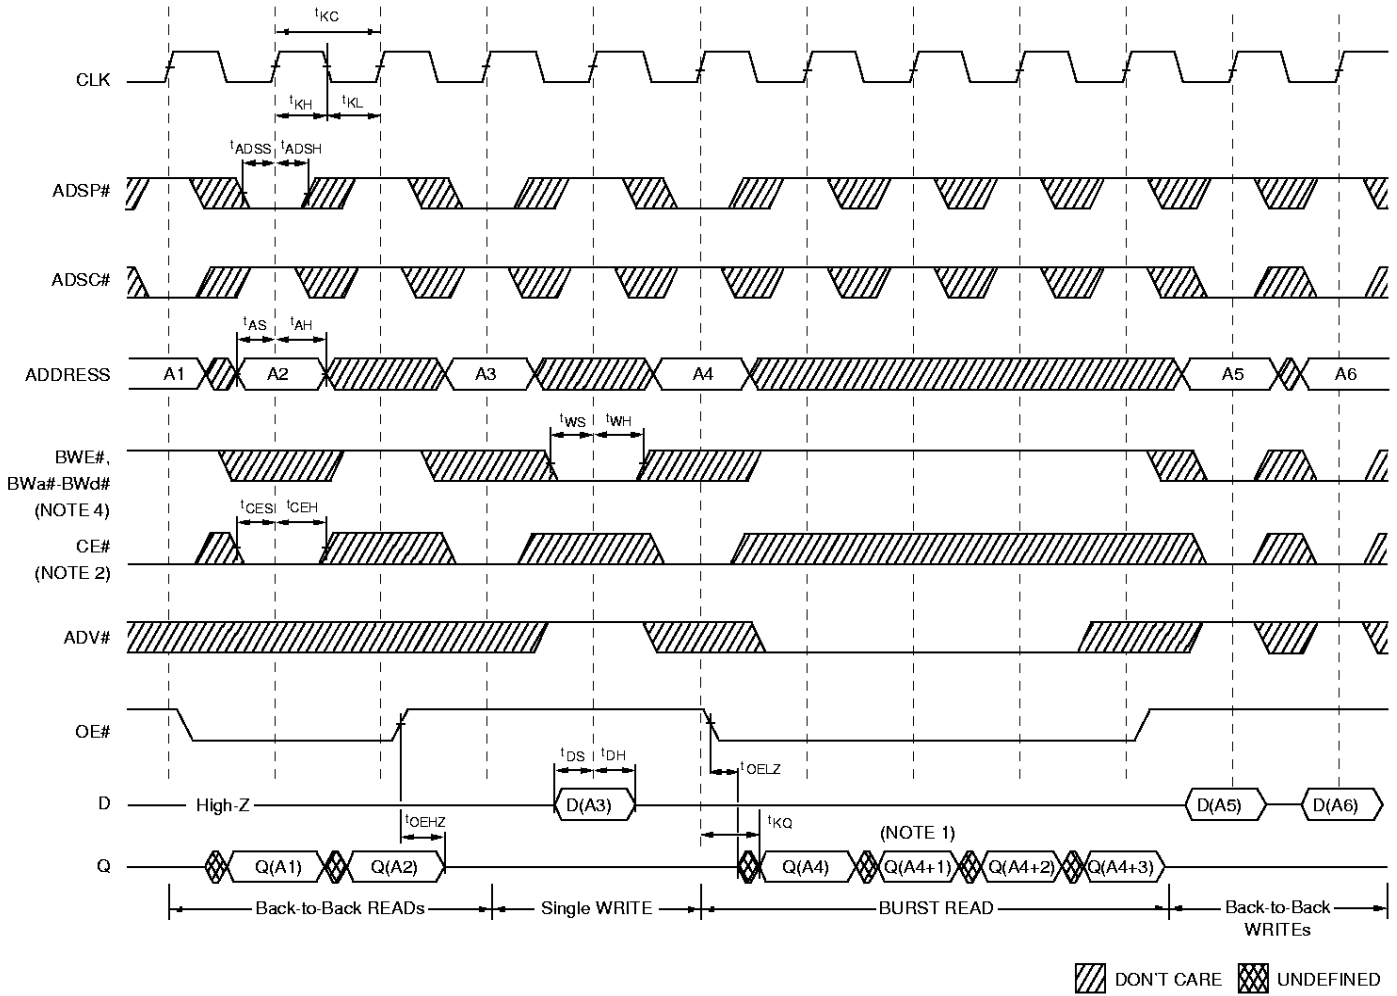 tKC
CLK
tKH tKL
tADSS tADSH
ADSP#
ADSC#
tAS tAH
ADDRESS A1 A2 A3 A4 A5 A6
tWS tWH
BWE#,
BWa#-BWd#
(NOTE 4)
tCES tCEH
CE#
(NOTE 2)
ADV#
OE#
tDS tDH tOELZ
D High-Z D(A3) D(A5) D(A6)
tOEHZ tKQ (NOTE 1)
Q Q(A1) Q(A2) Q(A4) Q(A4+1) Q(A4+2) Q(A4+3)
Back-to-Back READs Single WRITE BURST READ Back-to-Back
WRITEs
DON'T CARE UNDEFINED